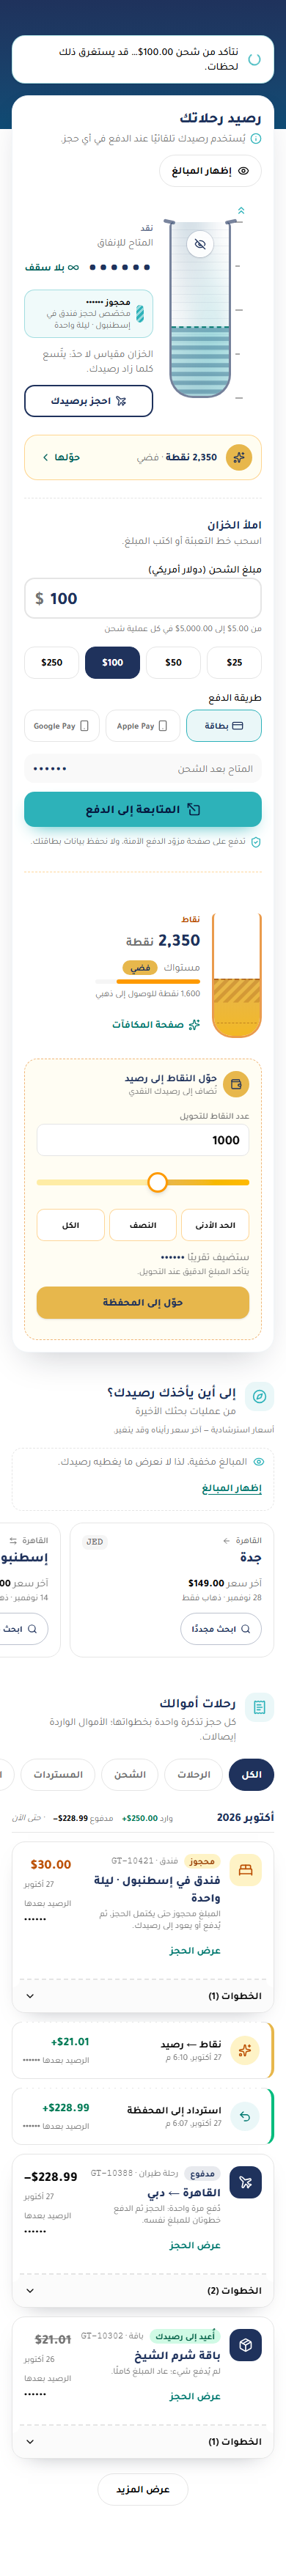 نتأكد من شحن 100.00$... قد يستغرق ذلك
لحظات.
رصيد رحلاتك
يُستخدم رصيدك تلقائيًا عند الدفع في أي حجز.
إظهار المبالغ
نقد
المتاح للإنفاق
•••••• ∞ بلا سقف
محجوز ••••••
مخصّص لحجز فندق في
إسطنبول · ليلة واحدة
الخزان مقياس لا حدّ: يتّسع
كلما زاد رصيدك.
احجز برصيدك
2,350 نقطة · فضي
حوّلها
املأ الخزان
اسحب خط التعبئة أو اكتب المبلغ.
مبلغ الشحن (دولار أمريكي)
$ 100
من 5.00$ إلى 5,000.00$ في كل عملية شحن
$25
$50
$100
$250
طريقة الدفع
بطاقة
Apple Pay
Google Pay
المتاح بعد الشحن ••••••
المتابعة إلى الدفع
تدفع على صفحة مزوّد الدفع الآمنة، ولا نحفظ بيانات بطاقتك.
نقاط
2,350 نقطة
مستواك فضي
1,600 نقطة للوصول إلى ذهبي
صفحة المكافآت
حوّل النقاط إلى رصيد
تُضاف إلى رصيدك النقدي
عدد النقاط للتحويل
1000
الحد الأدنى
النصف
الكل
ستضيف تقريبًا ••••••
يتأكد المبلغ الدقيق عند التحويل.
حوّل إلى المحفظة
إلى أين يأخذك رصيدك؟
من عمليات بحثك الأخيرة
أسعار استرشادية — آخر سعر رأيناه وقد يتغير.
المبالغ مخفية، لذا لا نعرض ما يغطيه رصيدك.
إظهار المبالغ
القاهرة ←
JED
جدة
آخر سعر 149.00$
28 نوفمبر · ذهاب فقط
ابحث مجددًا
القاهرة
14 نوفمبر
رحلات أموالك
كل حجز تذكرة واحدة بخطواتها؛ الأموال الواردة
إيصالات.
الكل
الرحلات
الشحن
المستردات
أكتوبر 2026
وارد +$250.00 مدفوع −$228.99 · حتى الآن
محجوز فندق · GT-10421
$30.00
فندق في إسطنبول · ليلة
واحدة
27 أكتوبر
المبلغ محجوز حتى يكتمل الحجز، ثم
يُدفع أو يعود إلى رصيدك.
الرصيد بعدها
••••••
عرض الحجز
الخطوات (1)
نقاط ← رصيد
+$21.01
27 أكتوبر، 6:10 م
الرصيد بعدها ••••••
استرداد إلى المحفظة
+$228.99
27 أكتوبر، 6:07 م
الرصيد بعدها ••••••
مدفوع رحلة طيران · GT-10388
−$228.99
القاهرة ← دبي
27 أكتوبر
دُفع مرة واحدة: الحجز ثم الدفع
خطوتان للمبلغ نفسه.
الرصيد بعدها
••••••
عرض الحجز
الخطوات (2)
أُعيد إلى رصيدك باقة · GT-10302
$21.01
باقة شرم الشيخ
26 أكتوبر
لم يُدفع شيء: عاد المبلغ كاملًا.
الرصيد بعدها
••••••
عرض الحجز
الخطوات (1)
عرض المزيد